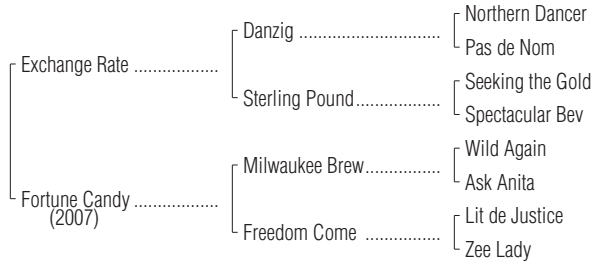 Northern Dancer
Danzig ............................
Pas de Nom
Exchange Rate .................
Seeking the Gold
Sterling Pound.................
Spectacular Bev
Wild Again
Milwaukee Brew...............
Ask Anita
Fortune Candy .................
(2007)
Lit de Justice
Freedom Come ...............
Zee Lady